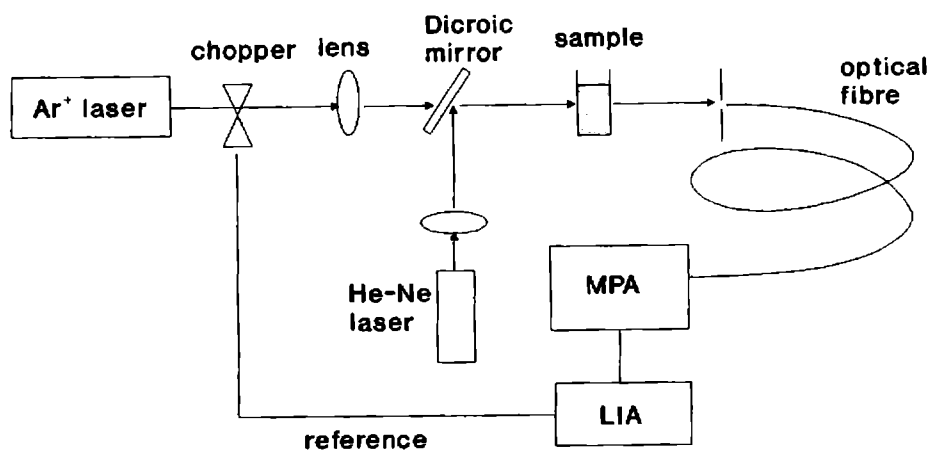 chopper
lens
Dicroic
mirror
sample
optical
fibre
Ar⁺ laser
He-Ne
laser
MPA
LIA
reference